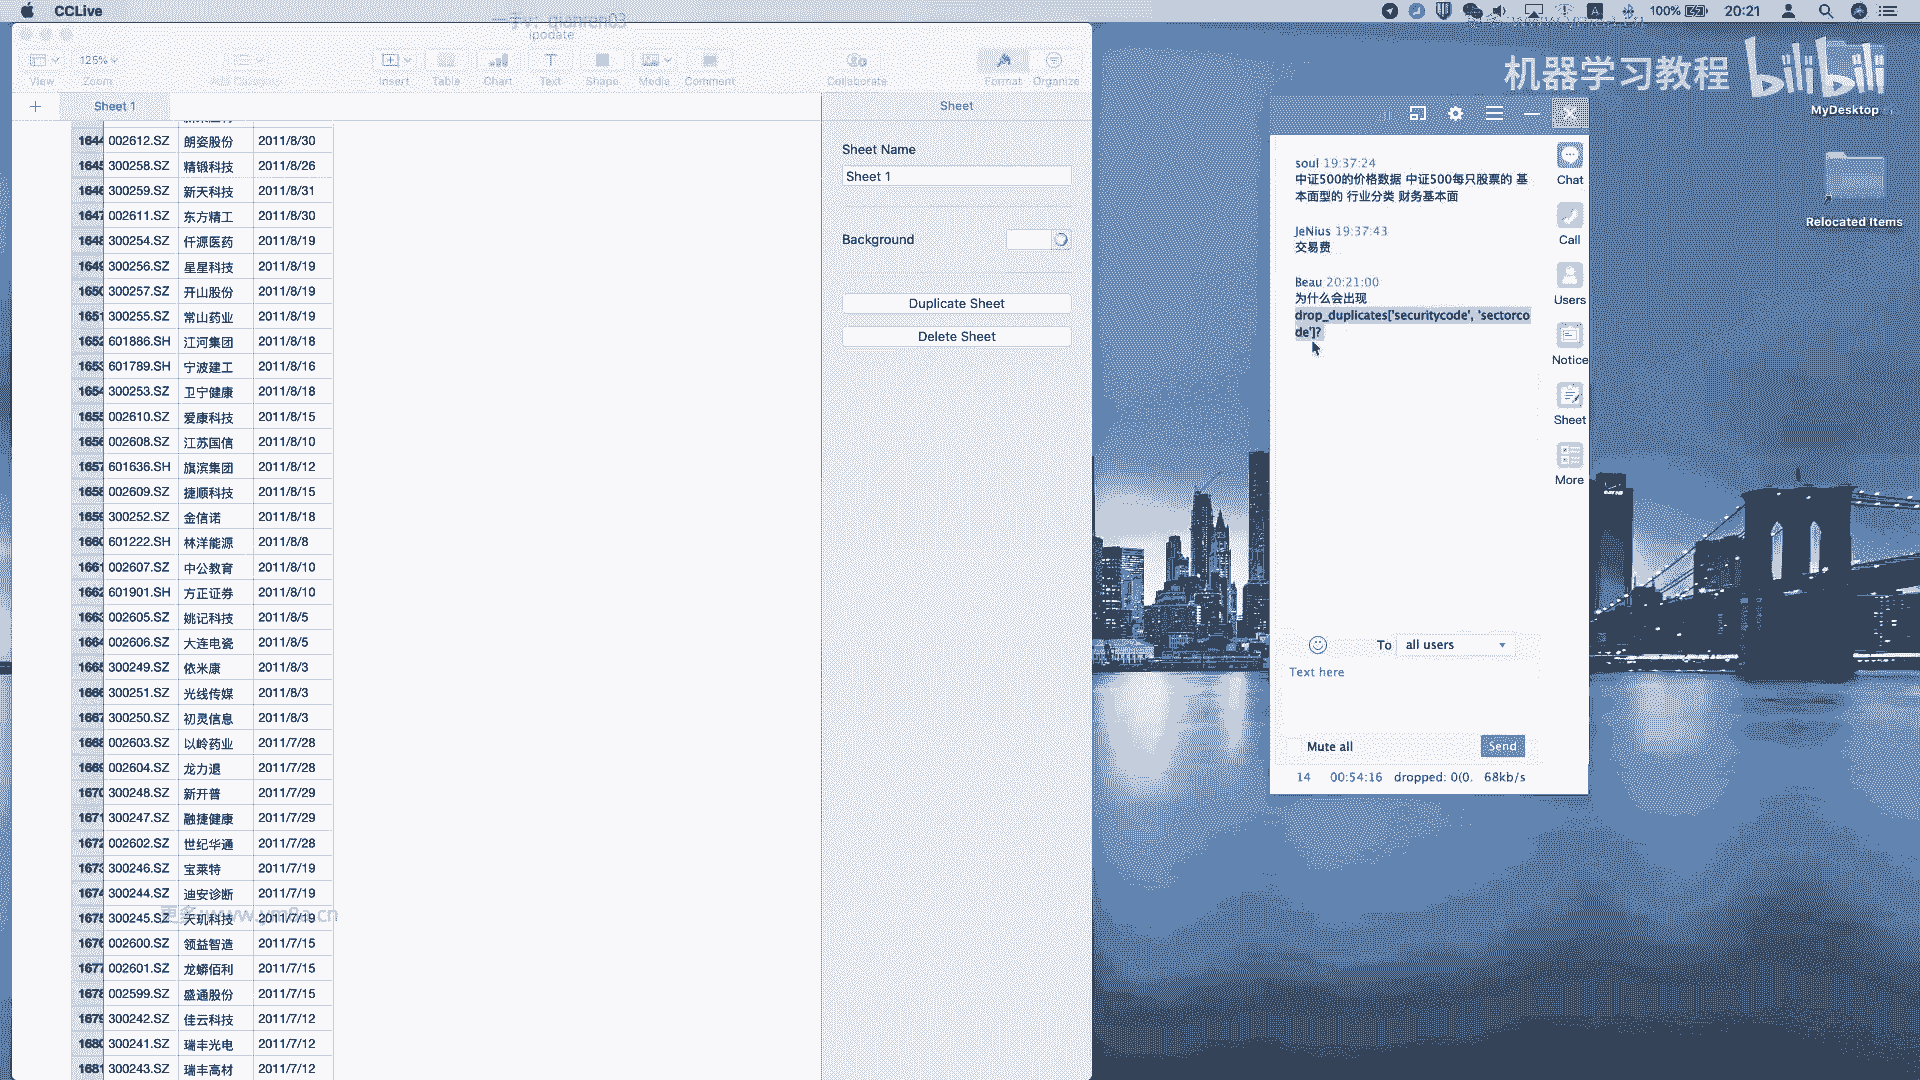 CCLive
100%
20:21
ipodate
View
125%
Zoom
Add Category
Insert
Table
Chart
Text
Shape
Media
Comment
Collaborate
Format
Organize
Sheet 1
Sheet
机器学习教程 bilibili
MyDesktop
Relocated Items
1644 002612.SZ 朗姿股份 2011/8/30
1645 300258.SZ 精锻科技 2011/8/26
1646 300259.SZ 新天科技 2011/8/31
1647 002611.SZ 东方精工 2011/8/30
1648 300254.SZ 仟源医药 2011/8/19
1649 300256.SZ 星星科技 2011/8/19
1650 300257.SZ 开山股份 2011/8/19
1651 300255.SZ 常山药业 2011/8/19
1652 601886.SH 江河集团 2011/8/18
1653 601789.SH 宁波建工 2011/8/16
1654 300253.SZ 卫宁健康 2011/8/18
1655 002610.SZ 爱康科技 2011/8/15
1656 002608.SZ 江苏国信 2011/8/10
1657 601636.SH 旗滨集团 2011/8/12
1658 002609.SZ 捷顺科技 2011/8/15
1659 300252.SZ 金信诺 2011/8/18
1660 601222.SH 林洋能源 2011/8/8
1661 002607.SZ 中公教育 2011/8/10
1662 601901.SH 方正证券 2011/8/10
1663 002605.SZ 姚记科技 2011/8/5
1664 002606.SZ 大连电瓷 2011/8/5
1665 300249.SZ 依米康 2011/8/3
1666 300251.SZ 光线传媒 2011/8/3
1667 300250.SZ 初灵信息 2011/8/3
1668 002603.SZ 以岭药业 2011/7/28
1669 002604.SZ 龙力退 2011/7/28
1670 300248.SZ 新开普 2011/7/29
1671 300247.SZ 融捷健康 2011/7/29
1672 002602.SZ 世纪华通 2011/7/28
1673 300246.SZ 宝莱特 2011/7/19
1674 300244.SZ 迪安诊断 2011/7/19
1675 300245.SZ 天玑科技 2011/7/19
1676 002600.SZ 领益智造 2011/7/15
1677 002601.SZ 龙蟒佰利 2011/7/15
1678 002599.SZ 盛通股份 2011/7/15
1679 300242.SZ 佳云科技 2011/7/12
1680 300241.SZ 瑞丰光电 2011/7/12
1681 300243.SZ 瑞丰高材 2011/7/12
Sheet Name
Sheet 1
Background
Duplicate Sheet
Delete Sheet
soul 19:37:24
中证500的价格数据 中证500每只股票的 基
本面型的 行业分类 财务基本面
JeNius 19:37:43
交易费
Beau 20:21:00
为什么会出现
drop_duplicates['securitycode', 'sectorco
de']?
Chat
Call
Users
Notice
Sheet
More
To all users
Text here
Mute all
Send
14 00:54:16 dropped: 0(0. 68kb/s